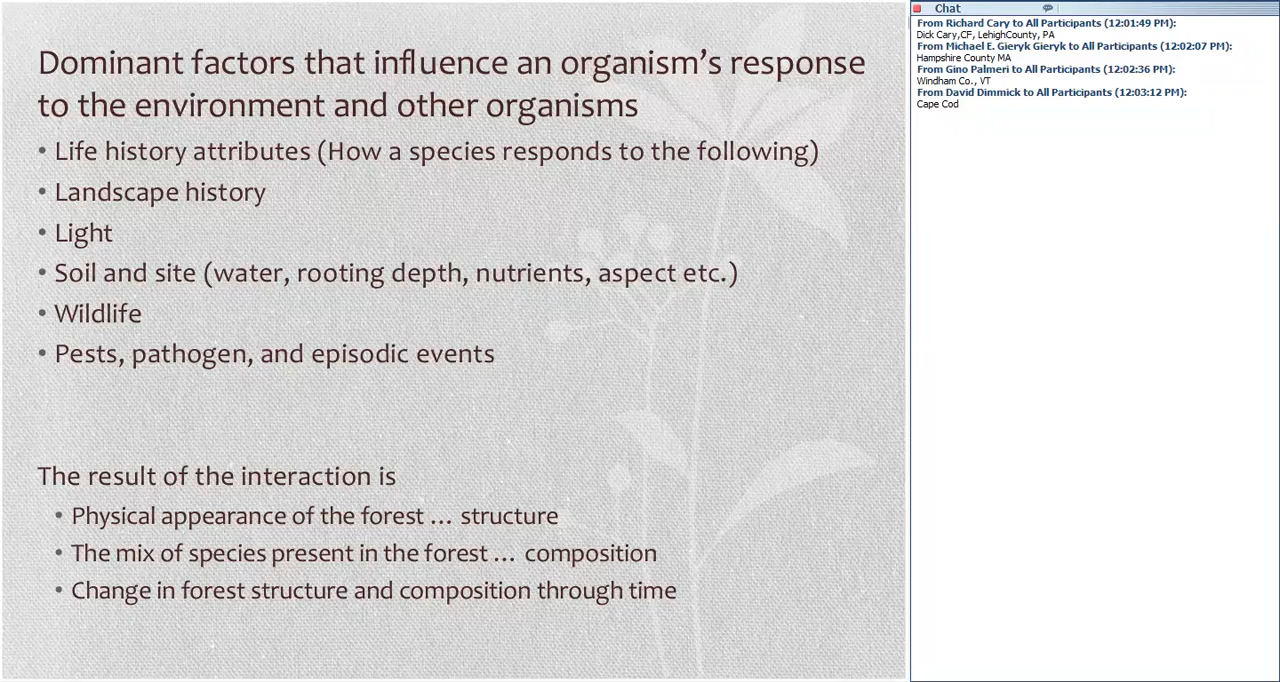 Dominant factors that influence an organism's response
to the environment and other organisms
• Life history attributes (How a species responds to the following)
• Landscape history
• Light
• Soil and site (water, rooting depth, nutrients, aspect etc.)
• Wildlife
• Pests, pathogen, and episodic events
The result of the interaction is
• Physical appearance of the forest … structure
• The mix of species present in the forest … composition
• Change in forest structure and composition through time
Chat
From Richard Cary to All Participants (12:01:49 PM):
Dick Cary,CF, LehighCounty, PA
From Michael E. Gieryk Gieryk to All Participants (12:02:07 PM):
Hampshire County MA
From Gino Palmeri to All Participants (12:02:36 PM):
Windham Co., VT
From David Dimmick to All Participants (12:03:12 PM):
Cape Cod